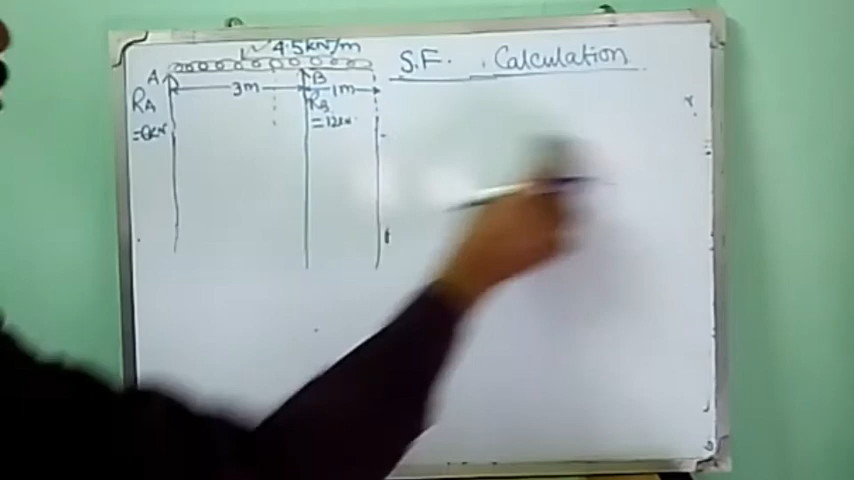 4.5kN/m
S.F. Calculation
A B
3m 1m
RA RB
=6kN =12kN